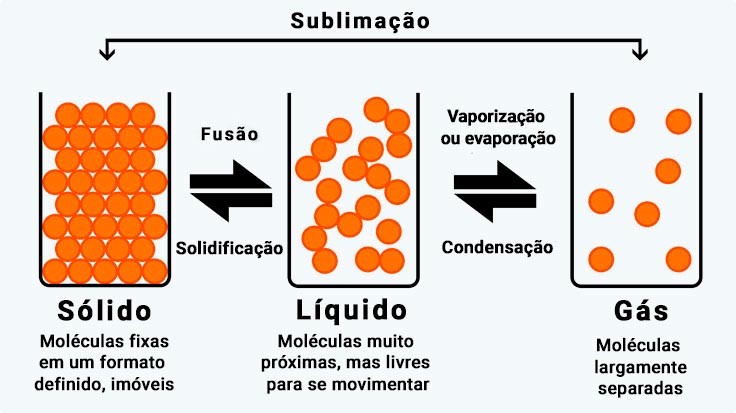 Sublimação
Fusão
Solidificação
Vaporização
ou evaporação
Condensação
Sólido
Moléculas fixas
em um formato
definido, imóveis
Líquido
Moléculas muito
próximas, mas livres
para se movimentar
Gás
Moléculas
largamente
separadas